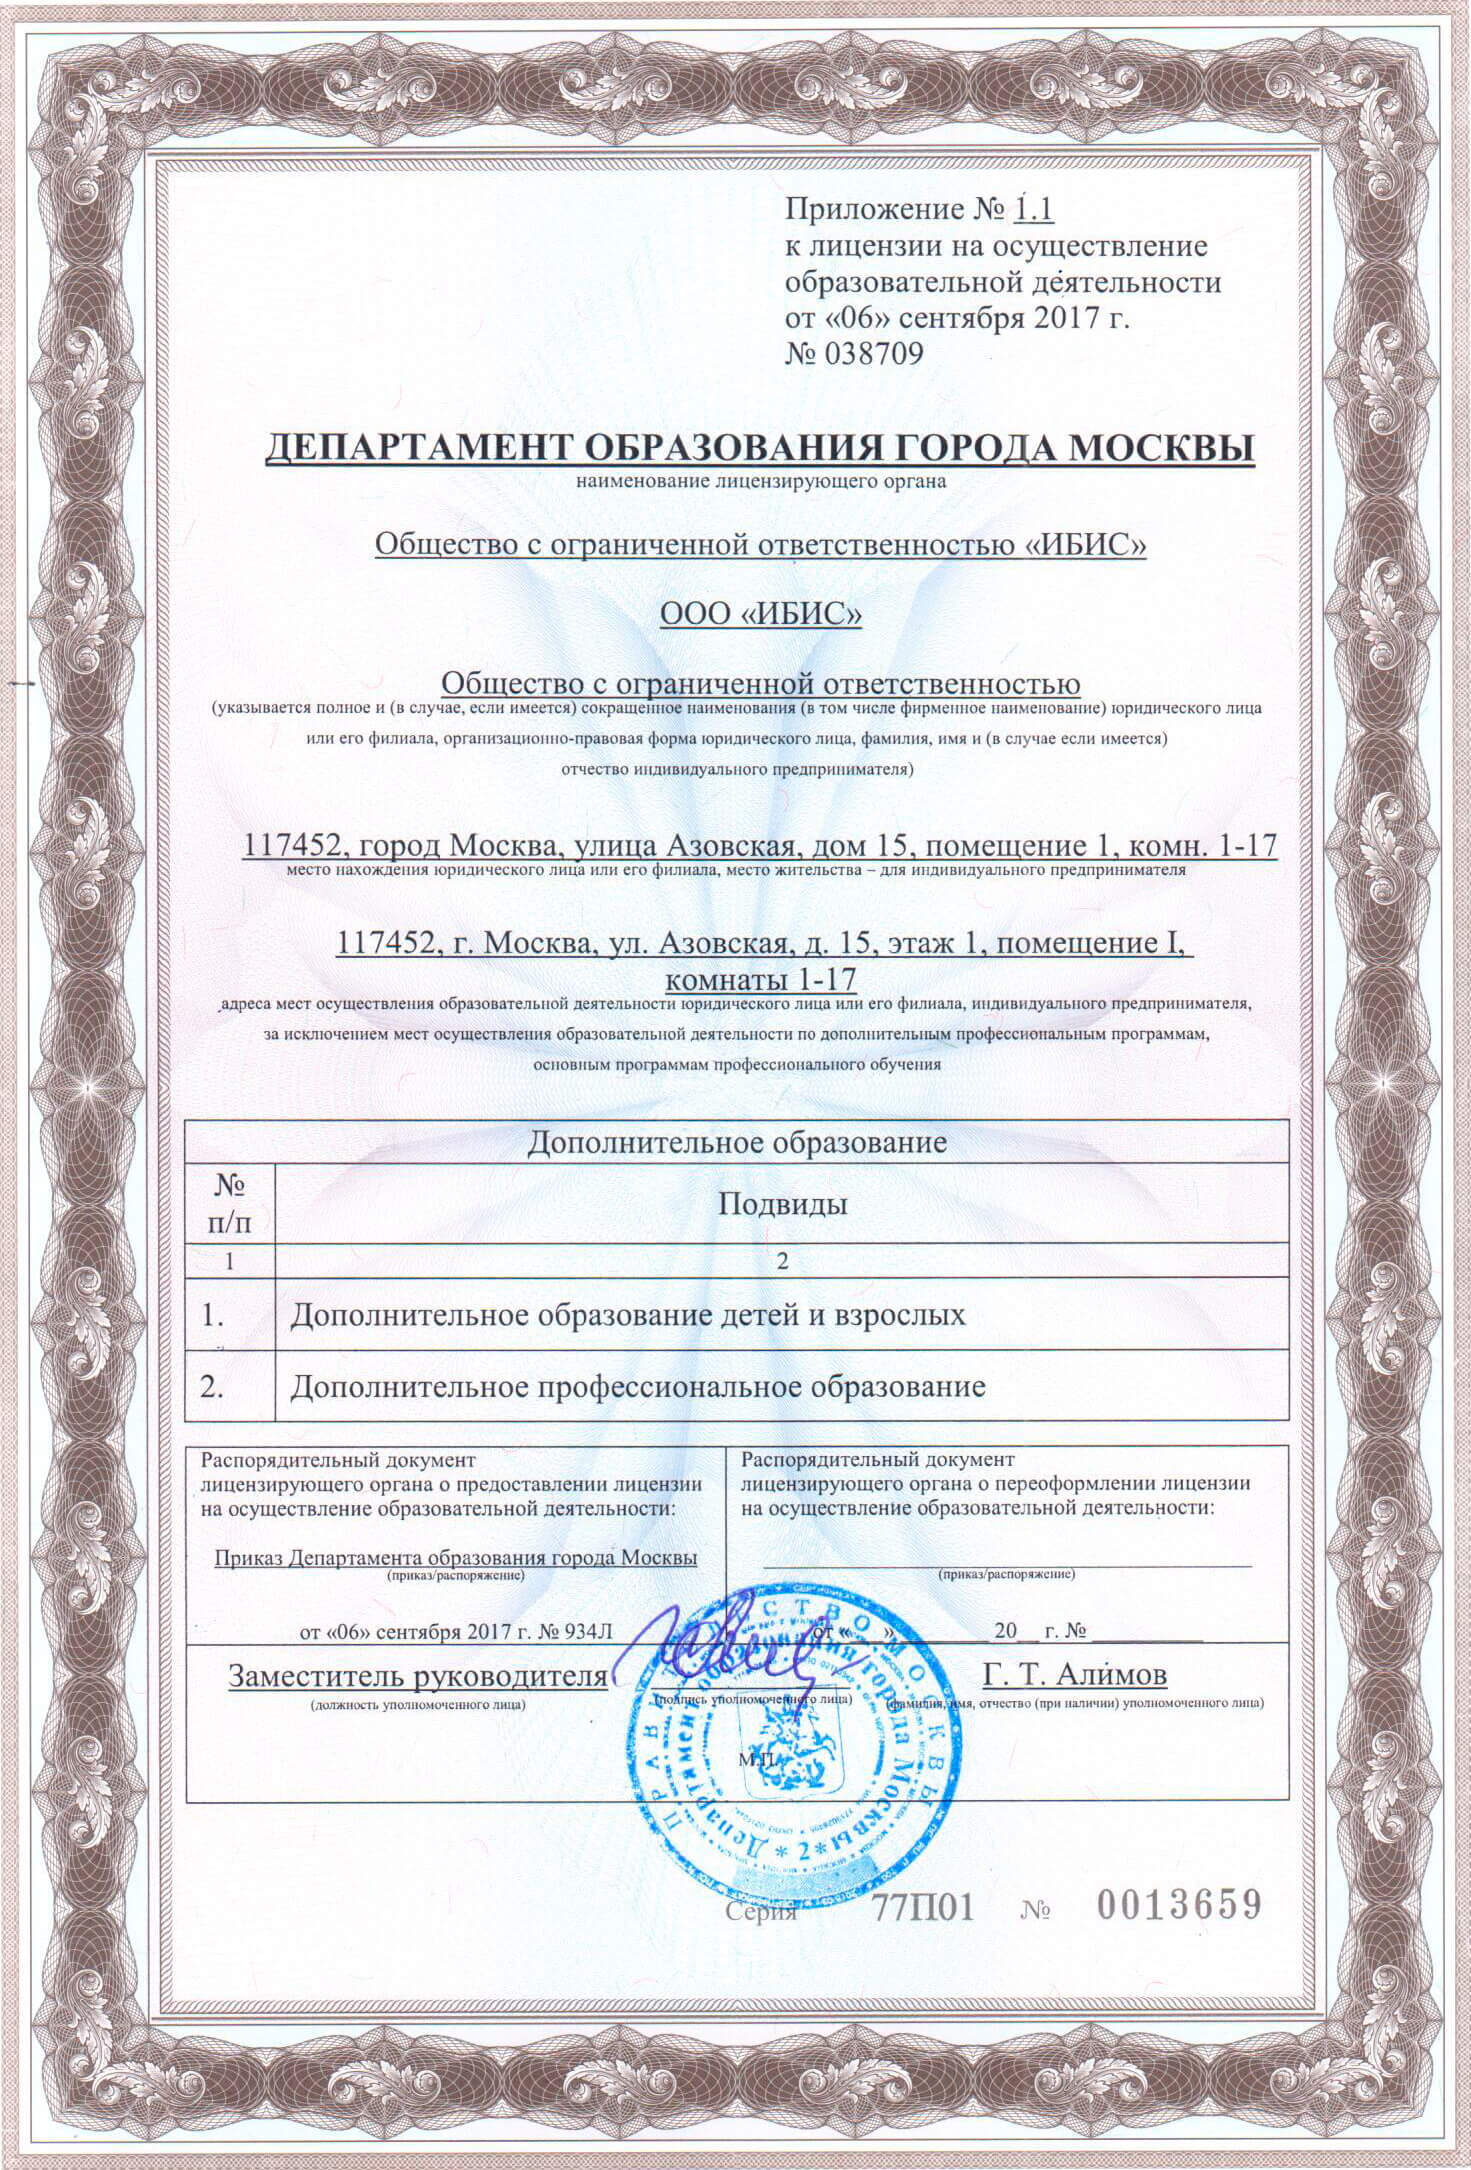 Приложение № 1.1
к лицензии на осуществление
образовательной деятельности
от «06» сентября 2017 г.
№ 038709
ДЕПАРТАМЕНТ ОБРАЗОВАНИЯ ГОРОДА МОСКВЫ
наименование лицензирующего органа
Общество с ограниченной ответственностью «ИБИС»
ООО «ИБИС»
Общество с ограниченной ответственностью
(указывается полное и (в случае, если имеется) сокращенное наименования (в том числе фирменное наименование) юридического лица
или его филиала, организационно-правовая форма юридического лица, фамилия, имя и (в случае если имеется)
отчество индивидуального предпринимателя)
117452, город Москва, улица Азовская, дом 15, помещение 1, комн. 1-17
место нахождения юридического лица или его филиала, место жительства – для индивидуального предпринимателя
117452, г. Москва, ул. Азовская, д. 15, этаж 1, помещение I,
комнаты 1-17
адреса мест осуществления образовательной деятельности юридического лица или его филиала, индивидуального предпринимателя,
за исключением мест осуществления образовательной деятельности по дополнительным профессиональным программам,
основным программам профессионального обучения
Дополнительное образование
№
п/п
Подвиды
1 2
1. Дополнительное образование детей и взрослых
2. Дополнительное профессиональное образование
Распорядительный документ
лицензирующего органа о предоставлении лицензии
на осуществление образовательной деятельности:
Приказ Департамента образования города Москвы
(приказ/распоряжение)
от «06» сентября 2017 г. № 934Л
Распорядительный документ
лицензирующего органа о переоформлении лицензии
на осуществление образовательной деятельности:
(приказ/распоряжение)
от «___» ________ 20__ г. № __________
Заместитель руководителя
(должность уполномоченного лица)
(подпись уполномоченного лица)
Г. Т. Алимов
(фамилия, имя, отчество (при наличии) уполномоченного лица)
М.П.
ПРАВИТЕЛЬСТВО МОСКВЫ
Департамент образования города Москвы * 2 *
Серия 77П01 № 0013659